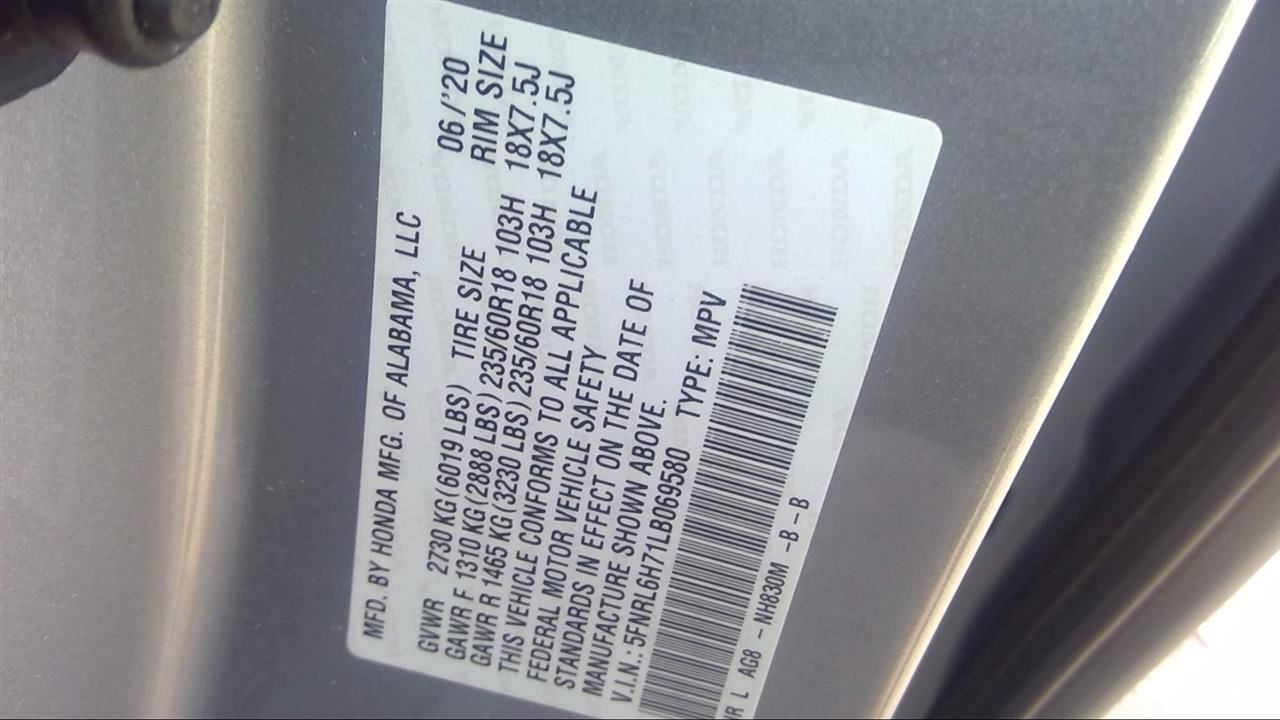 MFD. BY HONDA MFG. OF ALABAMA, LLC 06/'20
GVWR 2730 KG(6019 LBS) TIRE SIZE RIM SIZE
GAWR F 1310 KG(2888 LBS) 235/60R18 103H 18X7.5J
GAWR R 1465 KG(3230 LBS) 235/60R18 103H 18X7.5J
THIS VEHICLE CONFORMS TO ALL APPLICABLE
FEDERAL MOTOR VEHICLE SAFETY
STANDARDS IN EFFECT ON THE DATE OF
MANUFACTURE SHOWN ABOVE.
V.I.N.:5FNRL6H71LB069580 TYPE: MPV
L AG8 - NH830M -B-B
HONDA